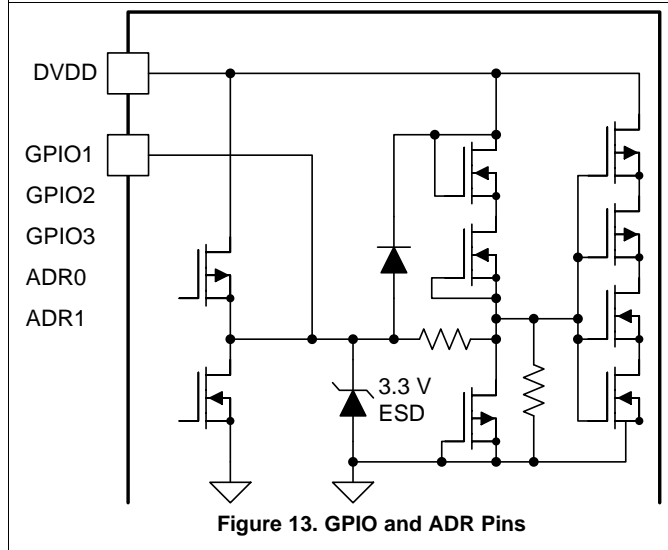 DVDD
GPIO1
GPIO2
GPIO3
ADR0
ADR1
3.3 V
ESD
Figure 13. GPIO and ADR Pins